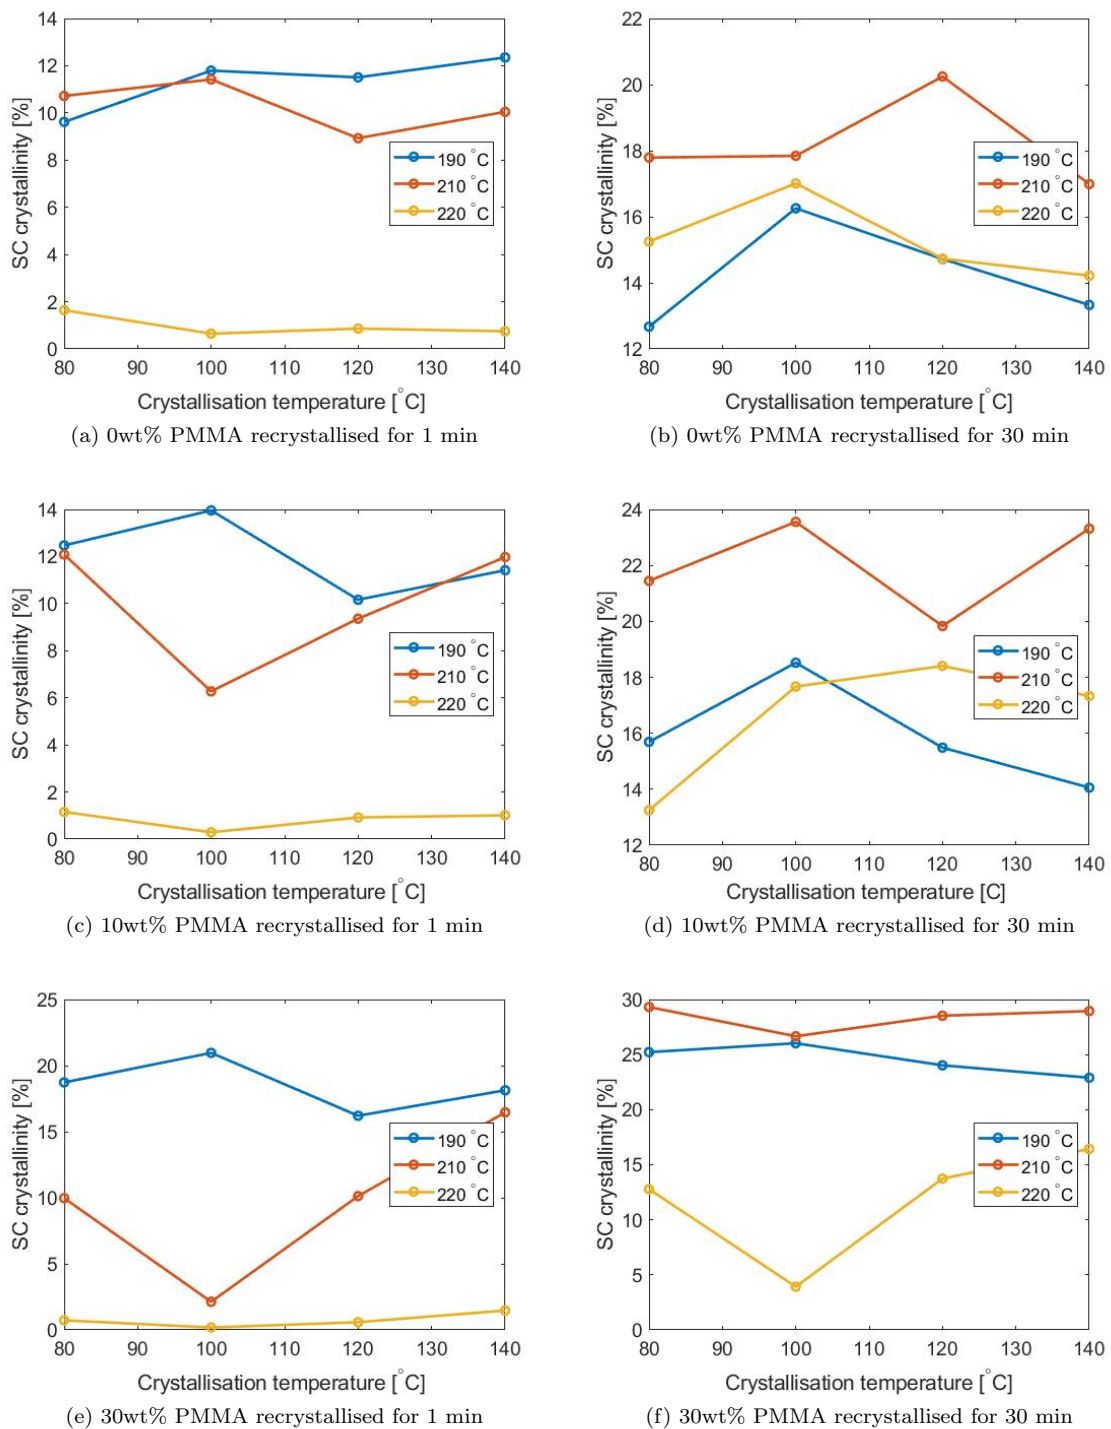 14
12
10
8
6
4
2
0
SC crystallinity [%]
190 °C
210 °C
220 °C
80 90 100 110 120 130 140
Crystallisation temperature [°C]
(a) 0wt% PMMA recrystallised for 1 min
22
20
18
16
14
12
SC crystallinity [%]
190 °C
210 °C
220 °C
80 90 100 110 120 130 140
Crystallisation temperature [°C]
(b) 0wt% PMMA recrystallised for 30 min
14
12
10
8
6
4
2
0
SC crystallinity [%]
190 °C
210 °C
220 °C
80 90 100 110 120 130 140
Crystallisation temperature [°C]
(c) 10wt% PMMA recrystallised for 1 min
24
22
20
18
16
14
12
SC crystallinity [%]
190 °C
210 °C
220 °C
80 90 100 110 120 130 140
Crystallisation temperature [C]
(d) 10wt% PMMA recrystallised for 30 min
25
20
15
10
5
0
SC crystallinity [%]
190 °C
210 °C
220 °C
80 90 100 110 120 130 140
Crystallisation temperature [°C]
(e) 30wt% PMMA recrystallised for 1 min
30
25
20
15
10
5
0
SC crystallinity [%]
190 °C
210 °C
220 °C
80 90 100 110 120 130 140
Crystallisation temperature [°C]
(f) 30wt% PMMA recrystallised for 30 min